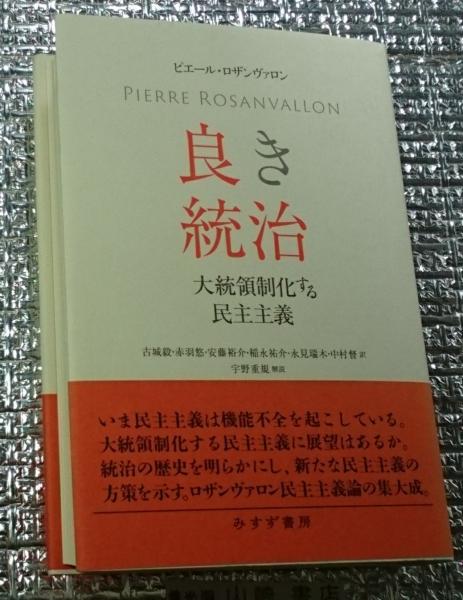 ピエール・ロザンヴァロン
PIERRE ROSANVALLON
良き
統治
大統領制化する
民主主義
古城毅・赤羽悠・安藤裕介・稲永祐介・永見瑞木・中村督 訳
宇野重規 解説
いま民主主義は機能不全を起こしている。
大統領制化する民主主義に展望はあるか。
統治の歴史を明らかにし、新たな民主主義の
方策を示す。ロザンヴァロン民主主義論の集大成。
みすず書房